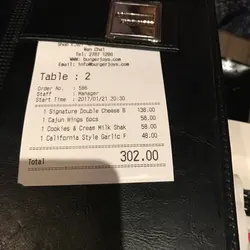 Wan Chai
Tel: 2787 1286
WWW: burgerjoys.com
Email: info@burgerjoys.com
Table : 2
Order No. : 586
Staff : Manager
Start Time : 2017/01/21 20:30
1 Signature Double Cheese B 138.00
1 Cajun Wings 6pcs 58.00
1 Cookies & Cream Milk Shak 58.00
1 California Style Garlic F 48.00
Total 302.00